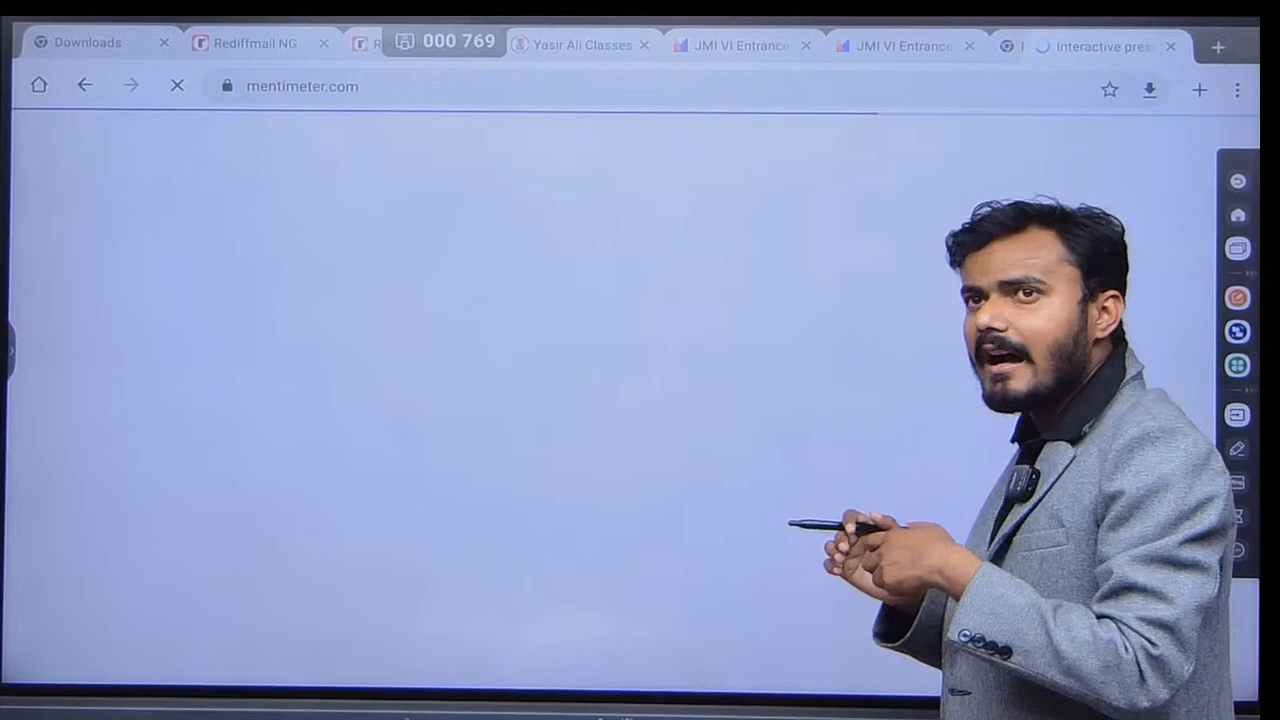 Downloads
Rediffmail NG
R
000 769
Yasir Ali Classes
JMI VI Entrance
JMI VI Entrance
Interactive pres
mentimeter.com